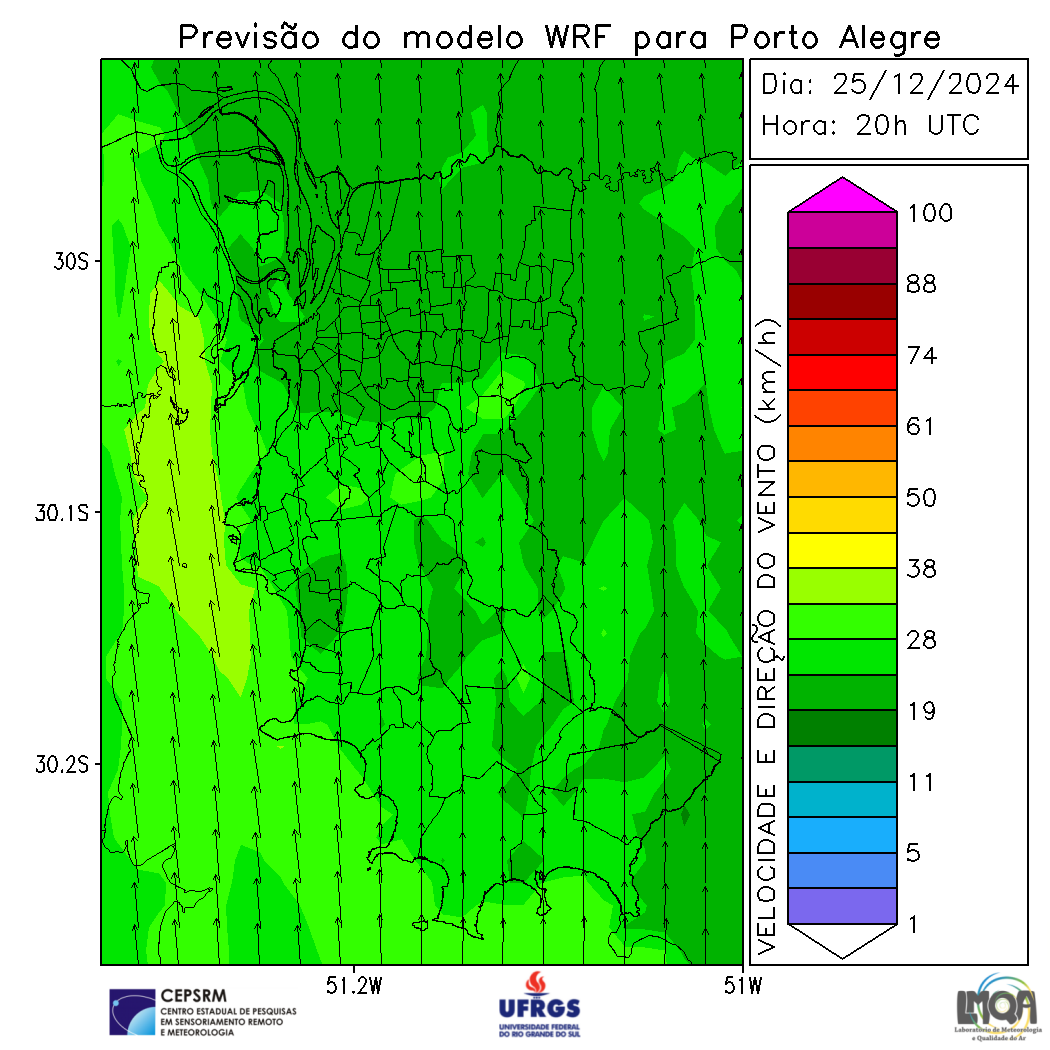 Previsão do modelo WRF para Porto Alegre
Dia: 25/12/2024
Hora: 20h UTC
30S
30.1S
30.2S
51.2W
51W
VELOCIDADE E DIREÇÃO DO VENTO (km/h)
100
88
74
61
50
38
28
19
11
5
1
CEPSRM
CENTRO ESTADUAL DE PESQUISAS
EM SENSORIAMENTO REMOTO
E METEOROLOGIA
UFRGS
UNIVERSIDADE FEDERAL
DO RIO GRANDE DO SUL
LMQA
Laboratório de Meteorologia
e Qualidade do Ar